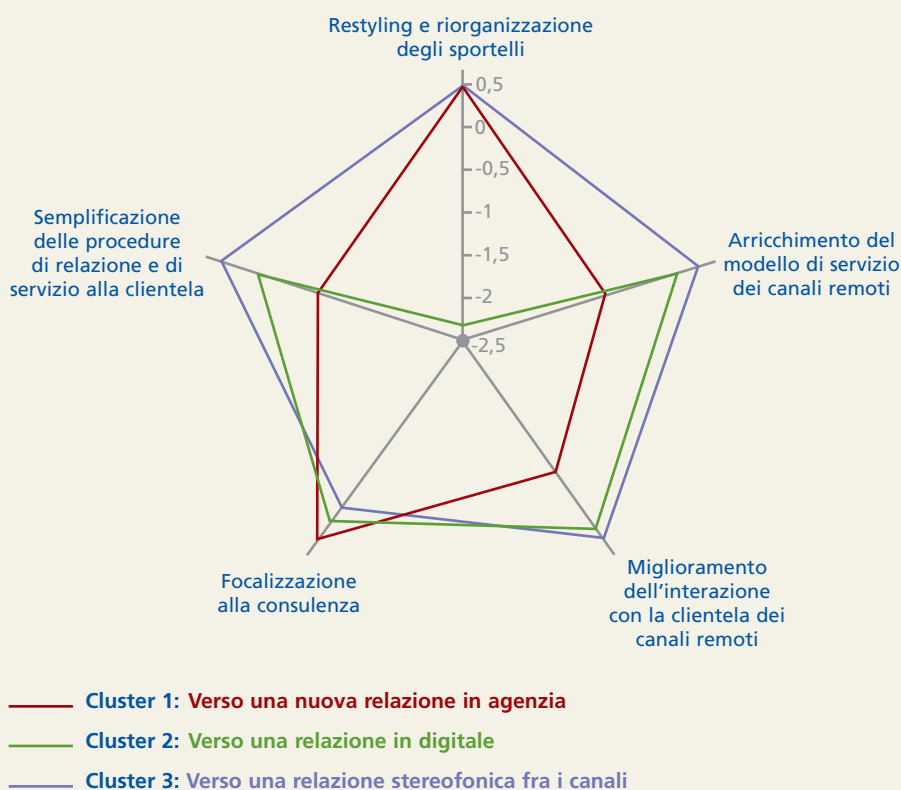 Restyling e riorganizzazione
degli sportelli
0,5
0
-0,5
-1
-1,5
-2
-2,5
Semplificazione
delle procedure
di relazione e di
servizio alla clientela
Arricchimento del
modello di servizio
dei canali remoti
Focalizzazione
alla consulenza
Miglioramento
dell'interazione
con la clientela dei
canali remoti
Cluster 1: Verso una nuova relazione in agenzia
Cluster 2: Verso una relazione in digitale
Cluster 3: Verso una relazione stereofonica fra i canali